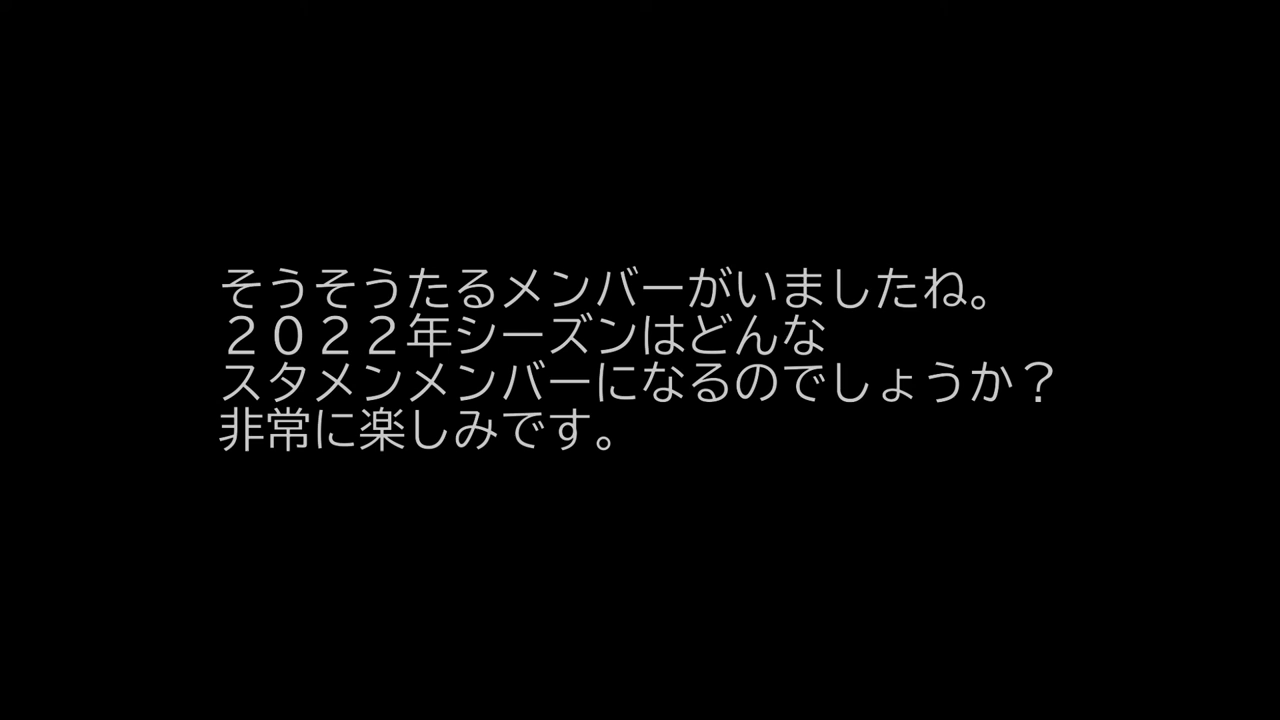 そうそうたるメンバーがいましたね。
２０２２年シーズンはどんな
スタメンメンバーになるのでしょうか？
非常に楽しみです。